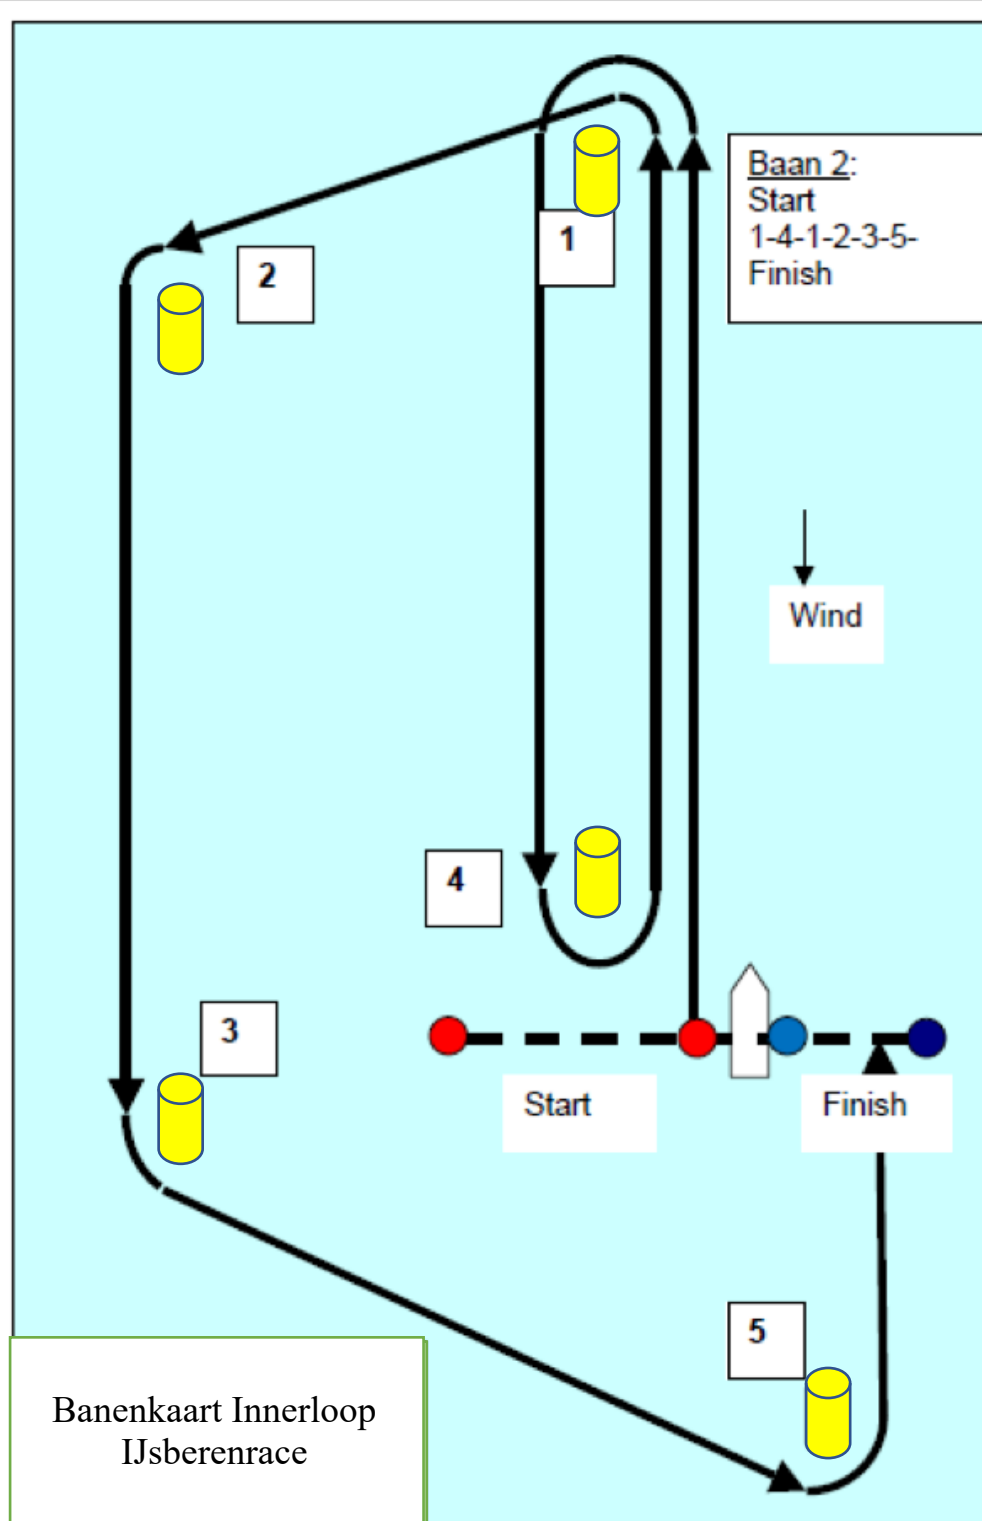 Baan 2:
Start
1-4-1-2-3-5-
Finish
1
2
Wind
4
3
Start
Finish
5
Banenkaart Innerloop
IJsberenrace